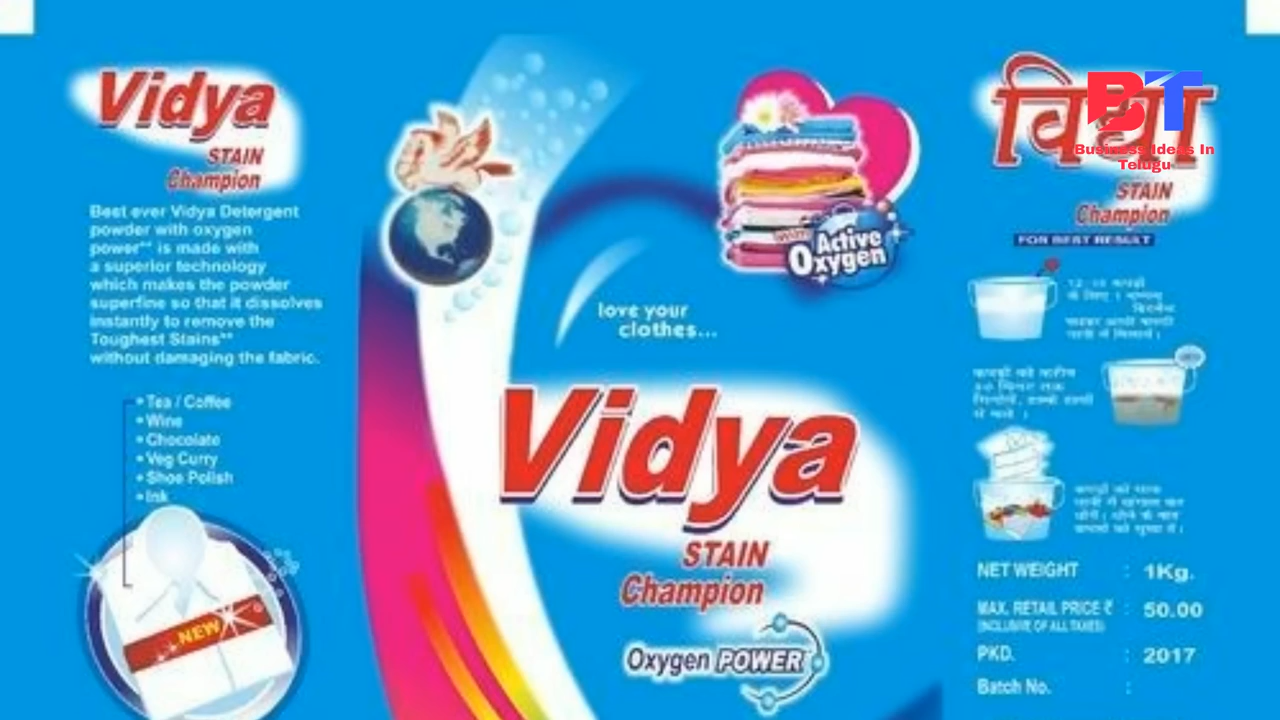 Vidya
STAIN
Champion
Best ever Vidya Detergent
powder with oxygen
power** is made with
a superior technology
which makes the powder
superfine so that it dissolves
instantly to remove the
Toughest Stains**
without damaging the fabric.
Tea / Coffee
Wine
Chocolate
Veg Curry
Shoe Polish
Ink
NEW
with
Active
Oxygen
love your
clothes...
Vidya
STAIN
Champion
Oxygen POWER
विद्या
BT
Business Ideas In
Telugu
STAIN
Champion
FOR BEST RESULT
के लिए 1
NET WEIGHT : 1Kg.
MAX. RETAIL PRICE ₹ : 50.00
(INCLUSIVE OF ALL TAXES)
PKD. : 2017
Batch No. :